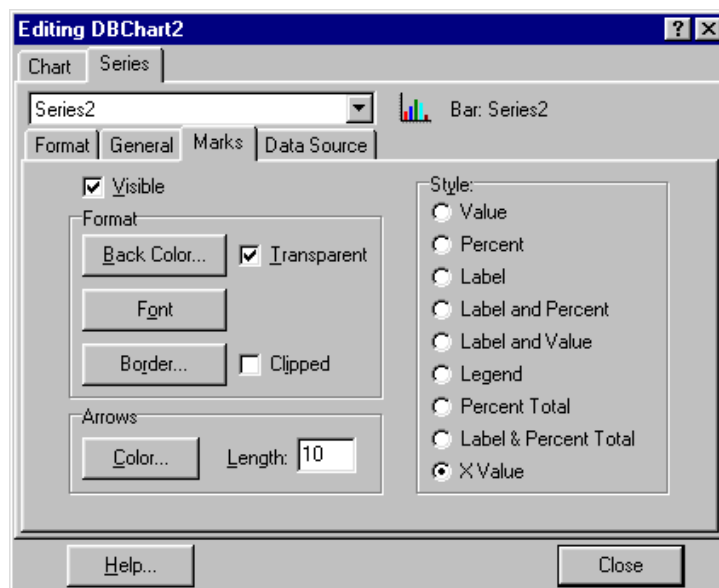 Editing DBChart2
Chart Series
Series2 Bar: Series2
Format General Marks Data Source
Visible
Format
Back Color... Transparent
Font
Border... Clipped
Arrows
Color... Length: 10
Style:
Value
Percent
Label
Label and Percent
Label and Value
Legend
Percent Total
Label & Percent Total
X Value
Help... Close